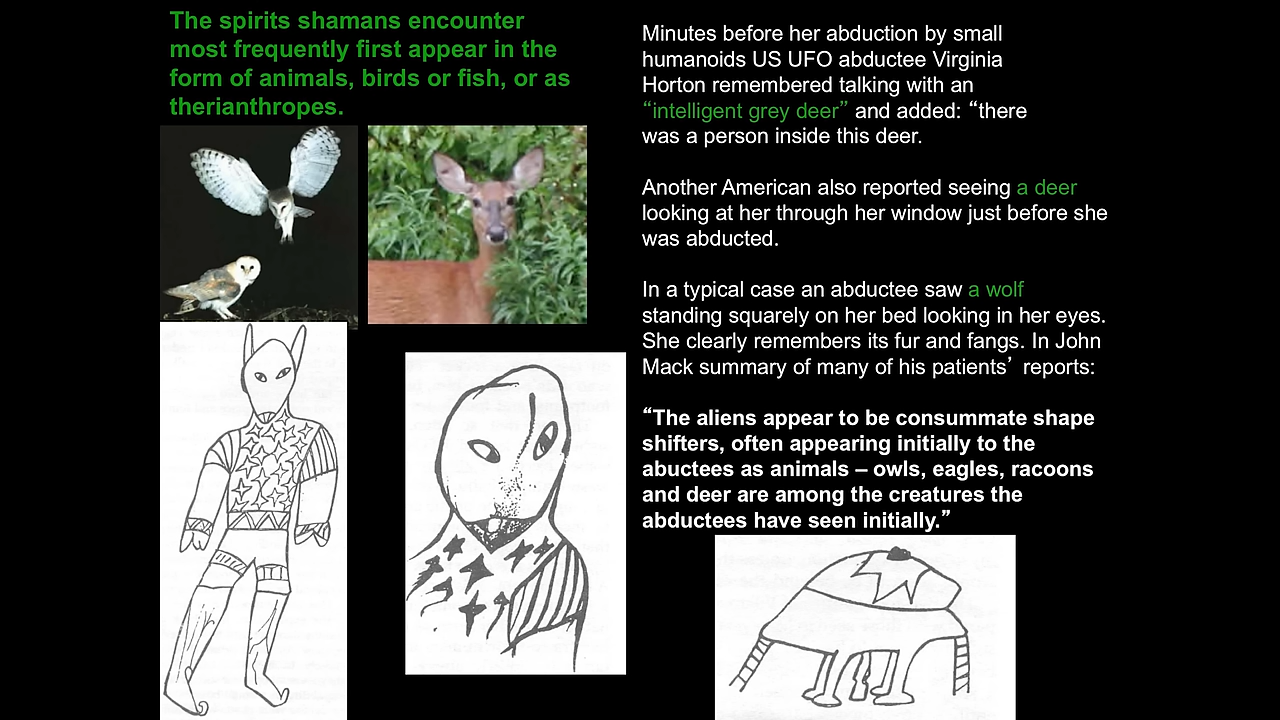 The spirits shamans encounter
most frequently first appear in the
form of animals, birds or fish, or as
therianthropes.
Minutes before her abduction by small
humanoids US UFO abductee Virginia
Horton remembered talking with an
“intelligent grey deer” and added: “there
was a person inside this deer.
Another American also reported seeing a deer
looking at her through her window just before she
was abducted.
In a typical case an abductee saw a wolf
standing squarely on her bed looking in her eyes.
She clearly remembers its fur and fangs. In John
Mack summary of many of his patients’ reports:
“The aliens appear to be consummate shape
shifters, often appearing initially to the
abuctees as animals – owls, eagles, racoons
and deer are among the creatures the
abductees have seen initially.”